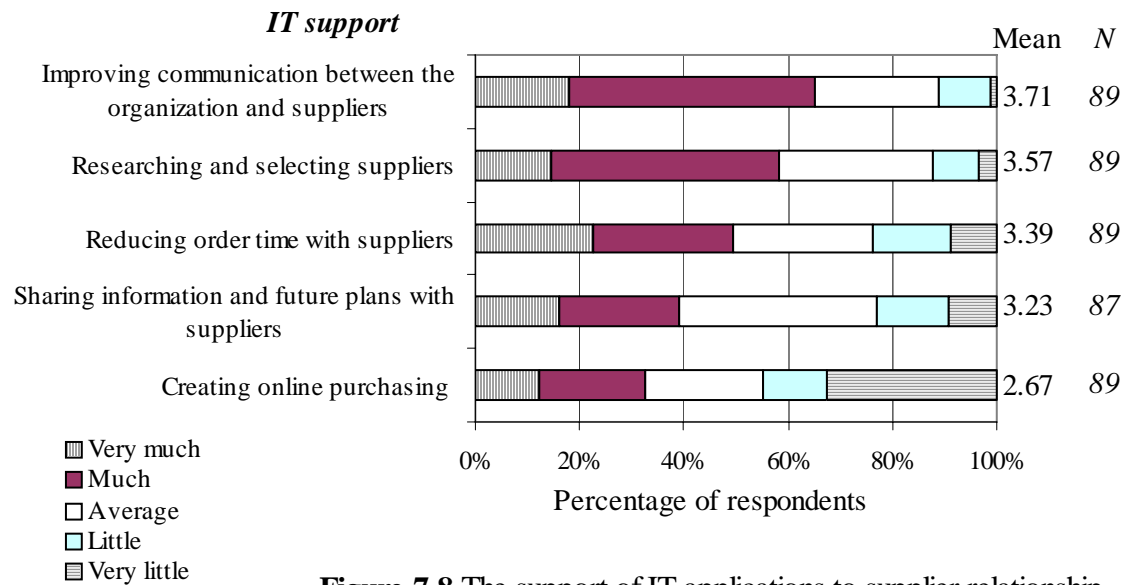 IT support
Mean N
Improving communication between the
organization and suppliers
3.71 89
Researching and selecting suppliers
3.57 89
Reducing order time with suppliers
3.39 89
Sharing information and future plans with
suppliers
3.23 87
Creating online purchasing
2.67 89
0% 20% 40% 60% 80% 100%
Percentage of respondents
Very much
Much
Average
Little
Very little
Figure 7.8 The support of IT applications to supplier relationship